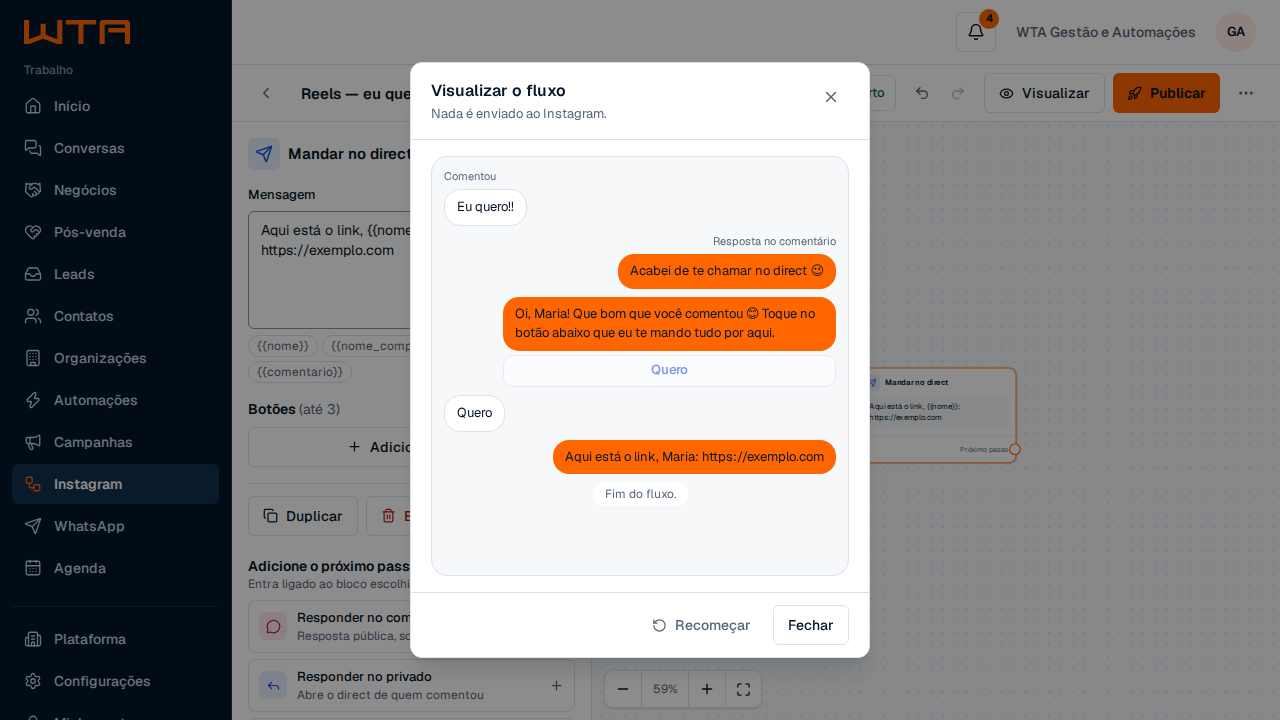 WTA
Trabalho
Início
Conversas
Negócios
Pós-venda
Leads
Contatos
Organizações
Automações
Campanhas
Instagram
WhatsApp
Agenda
Plataforma
Configurações
4
WTA Gestão e Automações
GA
Reels — eu que
rto
Visualizar
Publicar
Mandar no direct
Mensagem
Aqui está o link, {{nome
https://exemplo.com
{{nome}}
{{nome_comp
{{comentario}}
Botões (até 3)
Adicio
Duplicar
Adicione o próximo pass
Entra ligado ao bloco escolhi
Responder no com
Resposta pública, so
Responder no privado
Abre o direct de quem comentou
Visualizar o fluxo
Nada é enviado ao Instagram.
Comentou
Eu quero!!
Resposta no comentário
Acabei de te chamar no direct 😉
Oi, Maria! Que bom que você comentou 😊 Toque no
botão abaixo que eu te mando tudo por aqui.
Quero
Quero
Aqui está o link, Maria: https://exemplo.com
Fim do fluxo.
Recomeçar
Fechar
Mandar no direct
Aqui está o link, {{nome}}:
https://exemplo.com
Próximo passo
59%